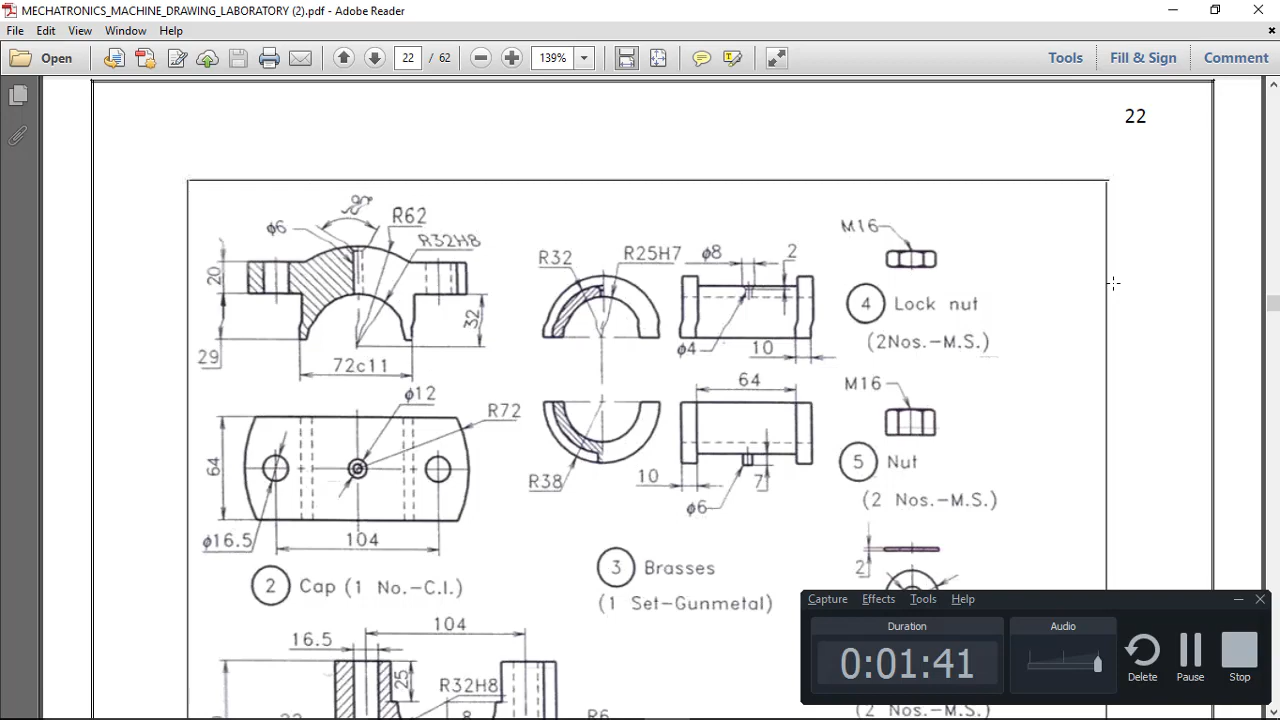 MECHATRONICS_MACHINE_DRAWING_LABORATORY (2).pdf - Adobe Reader
File Edit View Window Help
Open 22 / 62 139% Tools Fill & Sign Comment
22
φ6
R62
R32H8
20
29
32
72c11
R32
R25H7
φ8
2
φ4
10
M16
4 Lock nut
(2Nos.-M.S.)
φ12
R72
64
φ16.5
104
2 Cap (1 No.-C.I.)
R38
64
10
φ6
7
3 Brasses
(1 Set-Gunmetal)
M16
5 Nut
(2 Nos.-M.S.)
2
104
16.5
25
R32H8
8
R6
(2 Nos.-M.S.)
Capture Effects Tools Help
Duration Audio
0:01:41
Delete Pause Stop